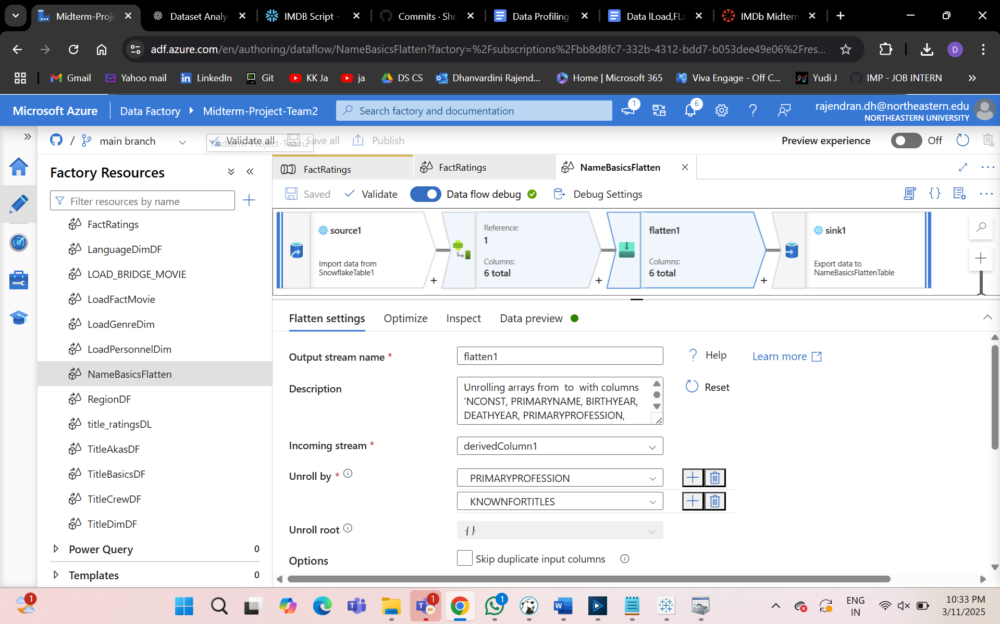 Midterm-Proje
Dataset Analy
IMDB Script -
Commits · Shri
Data Profiling
Data lLoad,FLa
IMDb Midterm
adf.azure.com/en/authoring/dataflow/NameBasicsFlatten?factory=%2Fsubscriptions%2Fbb8d8fc7-332b-4312-bdd7-b053dee49e06%2Fres...
D
Gmail
Yahoo mail
LinkedIn
Git
KK Ja
ja
DS CS
Dhanvardini Rajend...
Home | Microsoft 365
Viva Engage - Off C...
Yudi J
IMP - JOB INTERN
Microsoft Azure
Data Factory
Midterm-Project-Team2
Search factory and documentation
1
6
rajendran.dh@northeastern.edu
NORTHEASTERN UNIVERSITY
/
main branch
Validate all
Midterm-Project-Team2
Save all
Publish
Preview experience
Off
Factory Resources
Filter resources by name
FactRatings
LanguageDimDF
LOAD_BRIDGE_MOVIE
LoadFactMovie
LoadGenreDim
LoadPersonnelDim
NameBasicsFlatten
RegionDF
title_ratingsDL
TitleAkasDF
TitleBasicsDF
TitleCrewDF
TitleDimDF
Power Query 0
Templates 0
FactRatings
FactRatings
NameBasicsFlatten
Saved
Validate
Data flow debug
Debug Settings
source1
Import data from
SnowflakeTable1
+
Reference:
1
Columns:
6 total
+
flatten1
Columns:
6 total
+
sink1
Export data to
NameBasicsFlattenTable
Flatten settings
Optimize
Inspect
Data preview
Output stream name *
flatten1
Help
Learn more
Description
Unrolling arrays from  to  with columns
'NCONST, PRIMARYNAME, BIRTHYEAR,
DEATHYEAR, PRIMARYPROFESSION,
Reset
Incoming stream *
derivedColumn1
Unroll by *
PRIMARYPROFESSION
KNOWNFORTITLES
Unroll root
{}
Options
Skip duplicate input columns
1
1
DR
1
ENG
IN
10:33 PM
3/11/2025